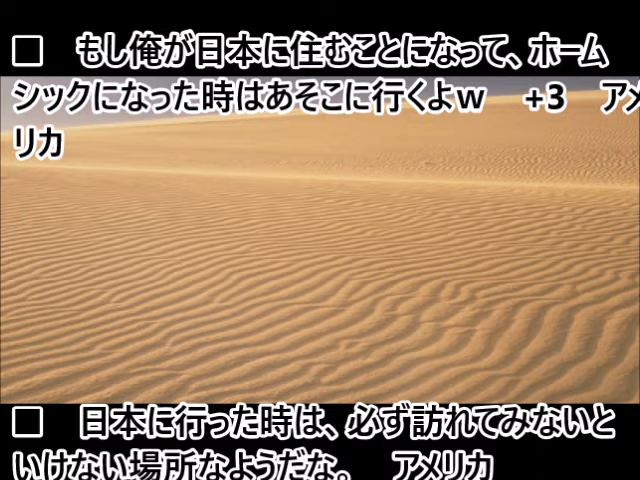 □　もし俺が日本に住むことになって、ホーム
シックになった時はあそこに行くよｗ　+3　アメ
リカ
□　日本に行った時は、必ず訪れてみないと
いけない場所なようだな。　アメリカ